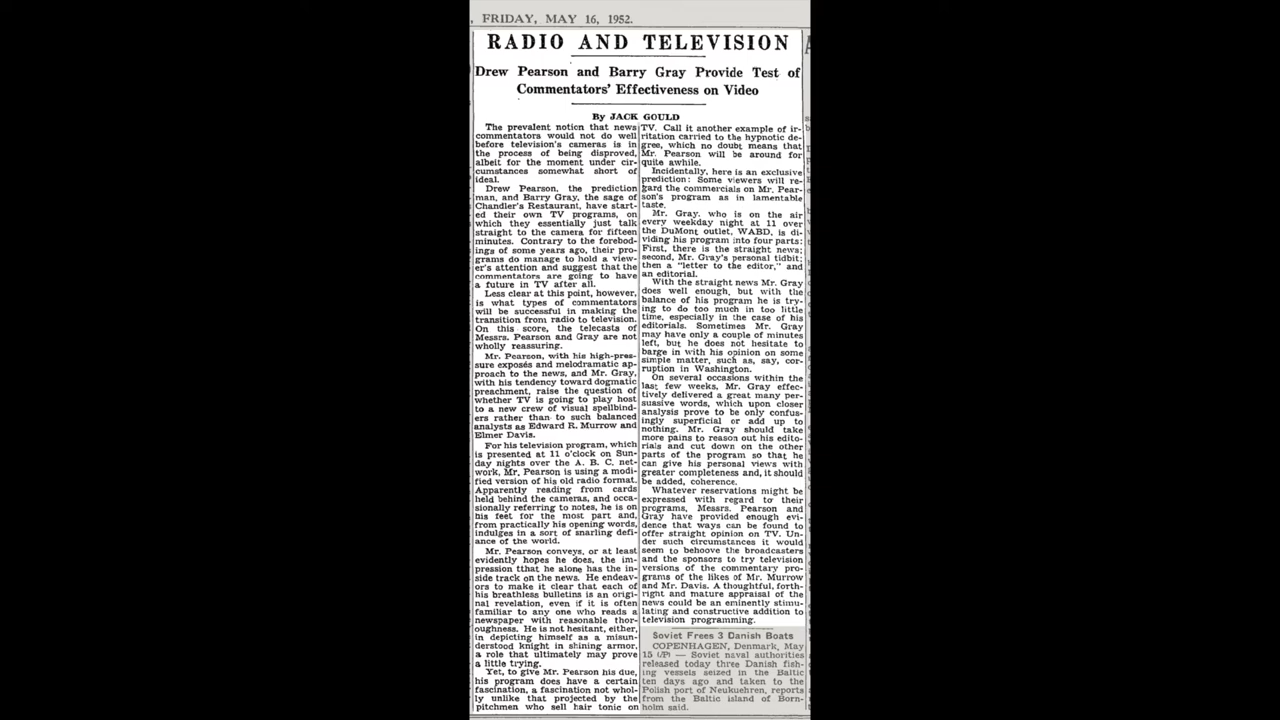 , FRIDAY, MAY 16, 1952.
RADIO AND TELEVISION
Drew Pearson and Barry Gray Provide Test of
Commentators' Effectiveness on Video
By JACK GOULD
The prevalent notion that news
commentators would not do well
before television's cameras is in
the process of being disproved,
albeit for the moment under cir-
cumstances somewhat short of
ideal.
Drew Pearson, the prediction
man, and Barry Gray, the sage of
Chandler's Restaurant, have start-
ed their own TV programs, on
which they essentially just talk
straight to the camera for fifteen
minutes. Contrary to the forebod-
ings of some years ago, their pro-
grams do manage to hold a view-
er's attention and suggest that the
commentators are going to have
a future in TV after all.
Less clear at this point, however,
is what types of commentators
will be successful in making the
transition from radio to television.
On this score, the telecasts of
Messrs. Pearson and Gray are not
wholly reassuring.
Mr. Pearson, with his high-pres-
sure exposés and melodramatic ap-
proach to the news, and Mr. Gray,
with his tendency toward dogmatic
preachment, raise the question of
whether TV is going to play host
to a new crew of visual spellbind-
ers rather than to such balanced
analysts as Edward R. Murrow and
Elmer Davis.
For his television program, which
is presented at 11 o'clock on Sun-
day nights over the A. B. C. net-
work, Mr. Pearson is using a modi-
fied version of his old radio format.
Apparently reading from cards
held behind the cameras, and occa-
sionally referring to notes, he is on
his feet for the most part and,
from practically his opening words,
indulges in a sort of snarling defi-
ance of the world.
Mr. Pearson conveys, or at least
evidently hopes he does, the im-
pression tthat he alone has the in-
side track on the news. He endeav-
ors to make it clear that each of
his breathless bulletins is an origi-
nal revelation, even if it is often
familiar to any one who reads a
newspaper with reasonable thor-
oughness. He is not hesitant, either,
in depicting himself as a misun-
derstood knight in shining armor,
a role that ultimately may prove
a little trying.
Yet, to give Mr. Pearson his due,
his program does have a certain
fascination, a fascination not whol-
ly unlike that projected by the
pitchmen who sell hair tonic on
TV. Call it another example of ir-
ritation carried to the hypnotic de-
gree, which no doubt means that
Mr. Pearson will be around for
quite awhile.
Incidentally, here is an exclusive
prediction: Some viewers will re-
gard the commercials on Mr. Pear-
son's program as in lamentable
taste.
Mr. Gray, who is on the air
every weekday night at 11 over
the DuMont outlet, WABD, is di-
viding his program into four parts:
First, there is the straight news;
second, Mr. Gray's personal tidbit;
then a "letter to the editor," and
an editorial.
With the straight news Mr. Gray
does well enough, but with the
balance of his program he is try-
ing to do too much in too little
time, especially in the case of his
editorials. Sometimes Mr. Gray
may have only a couple of minutes
left, but he does not hesitate to
barge in with his opinion on some
simple matter, such as, say, cor-
ruption in Washington.
On several occasions within the
last few weeks, Mr. Gray effec-
tively delivered a great many per-
suasive words, which upon closer
analysis prove to be only confus-
ingly superficial or add up to
nothing. Mr. Gray should take
more pains to reason out his edito-
rials and cut down on the other
parts of the program so that he
can give his personal views with
greater completeness and, it should
be added, coherence.
Whatever reservations might be
expressed with regard to their
programs, Messrs. Pearson and
Gray have provided enough evi-
dence that ways can be found to
offer straight opinion on TV. Un-
der such circumstances it would
seem to behoove the broadcasters
and the sponsors to try television
versions of the commentary pro-
grams of the likes of Mr. Murrow
and Mr. Davis. A thoughtful, forth-
right and mature appraisal of the
news could be an eminently stimu-
lating and constructive addition to
television programming.
Soviet Frees 3 Danish Boats
COPENHAGEN, Denmark, May
15 (AP) — Soviet naval authorities
released today three Danish fish-
ing vessels seized in the Baltic
ten days ago and taken to the
Polish port of Neukuehren, reports
from the Baltic island of Born-
holm said.